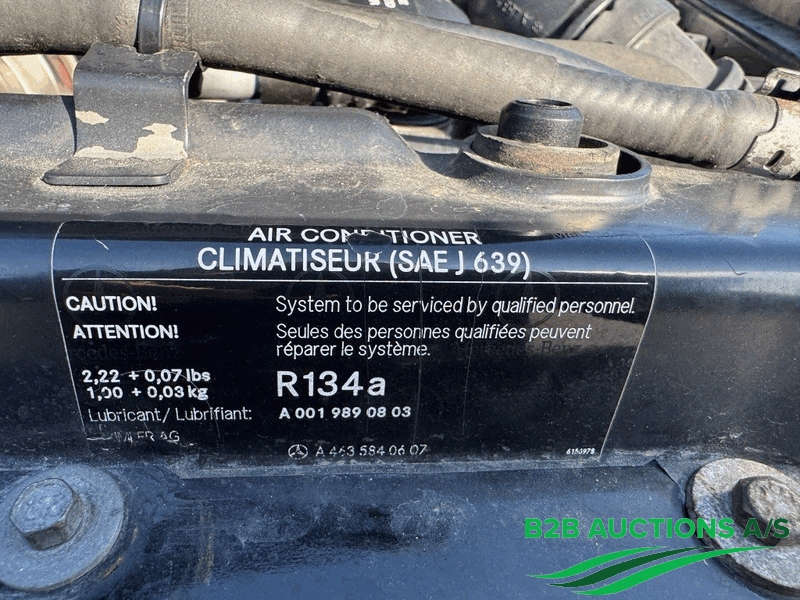 AIR CONDITIONER
CLIMATISEUR (SAE J 639)
CAUTION! System to be serviced by qualified personnel.
ATTENTION! Seules des personnes qualifiées peuvent
réparer le système.
2,22 + 0,07 lbs
1,00 + 0,03 kg
R134a
Lubricant/ Lubrifiant: A 001 989 08 03
AG
A 463 584 06 07
B2B AUCTIONS A/S